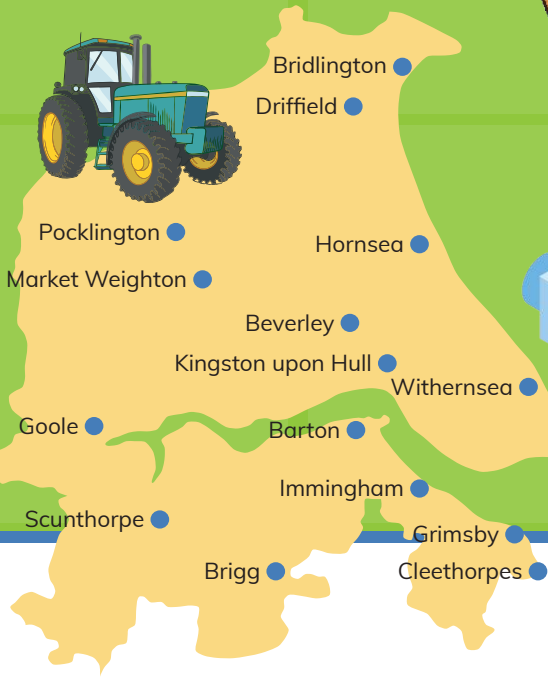 Bridlington
Driffield
Pocklington
Hornsea
Market Weighton
Beverley
Kingston upon Hull
Withernsea
Goole
Barton
Immingham
Scunthorpe
Grimsby
Brigg
Cleethorpes